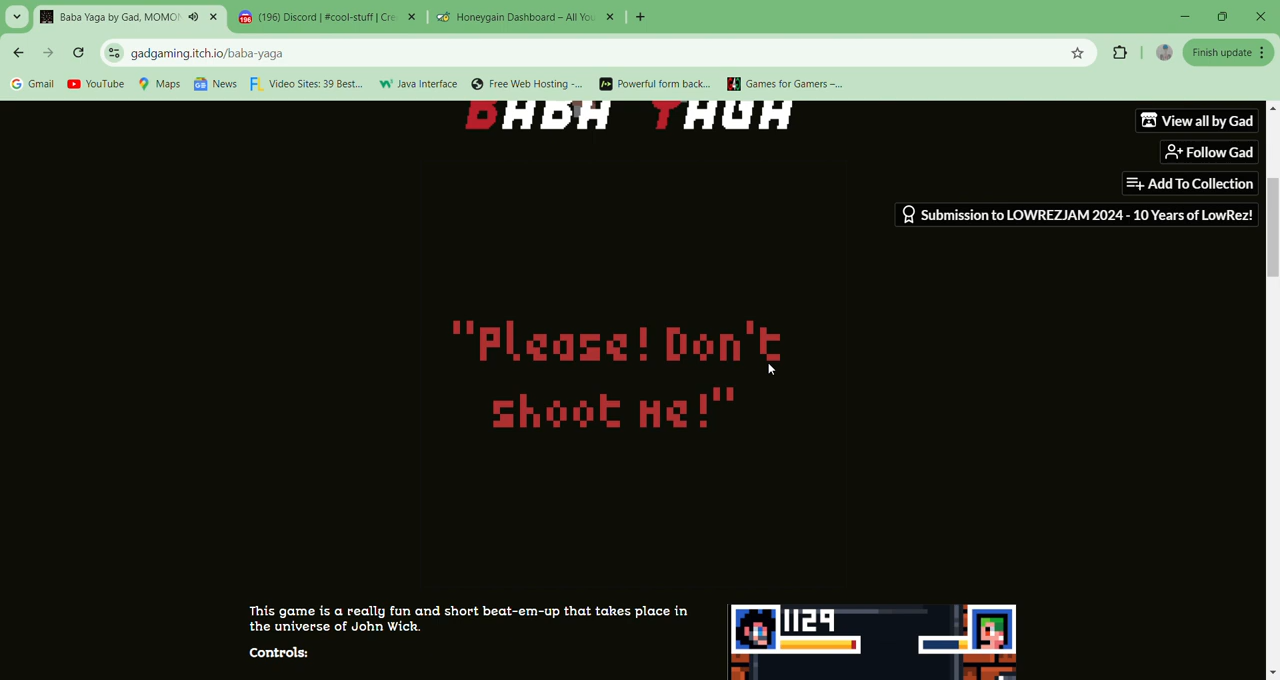 Baba Yaga by Gad, MOMO
(196) Discord | #cool-stuff | Cre
Honeygain Dashboard – All You
gadgaming.itch.io/baba-yaga
Finish update
Gmail
YouTube
Maps
News
Video Sites: 39 Best...
Java Interface
Free Web Hosting -...
Powerful form back...
Games for Gamers –...
BABA YAGA
View all by Gad
Follow Gad
Add To Collection
Submission to LOWREZJAM 2024 - 10 Years of LowRez!
"Please! Don't
shoot me!"
This game is a really fun and short beat-em-up that takes place in
the universe of John Wick.
Controls:
1129